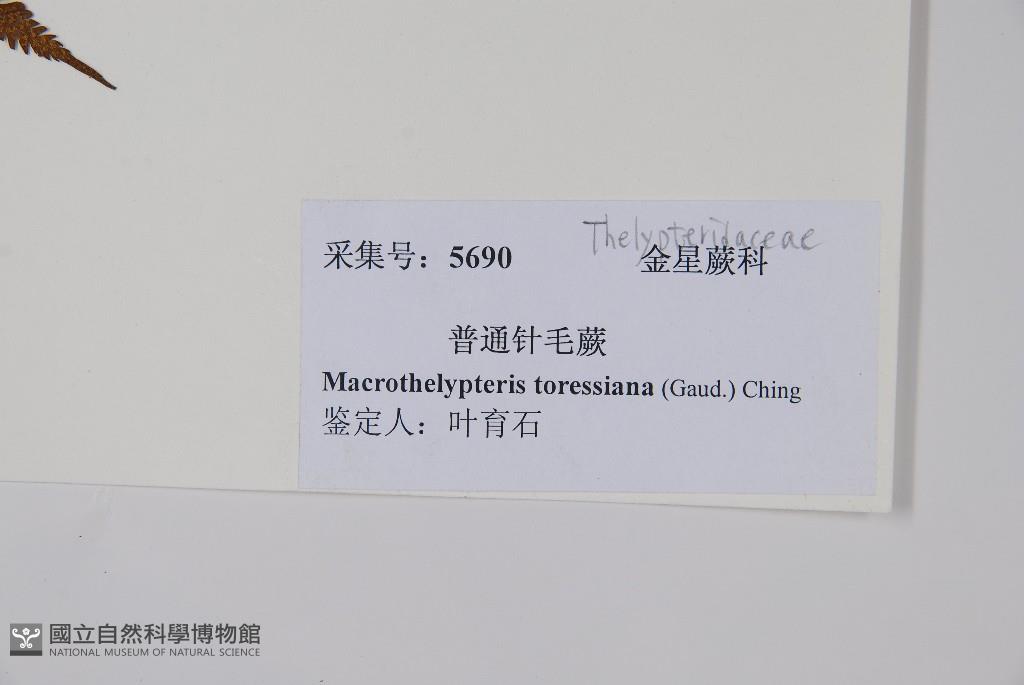 Thelypteridaceae
采集号：5690 金星蕨科
普通针毛蕨
Macrothelypteris toressiana (Gaud.) Ching
鉴定人：叶育石
國立自然科學博物館
NATIONAL MUSEUM OF NATURAL SCIENCE